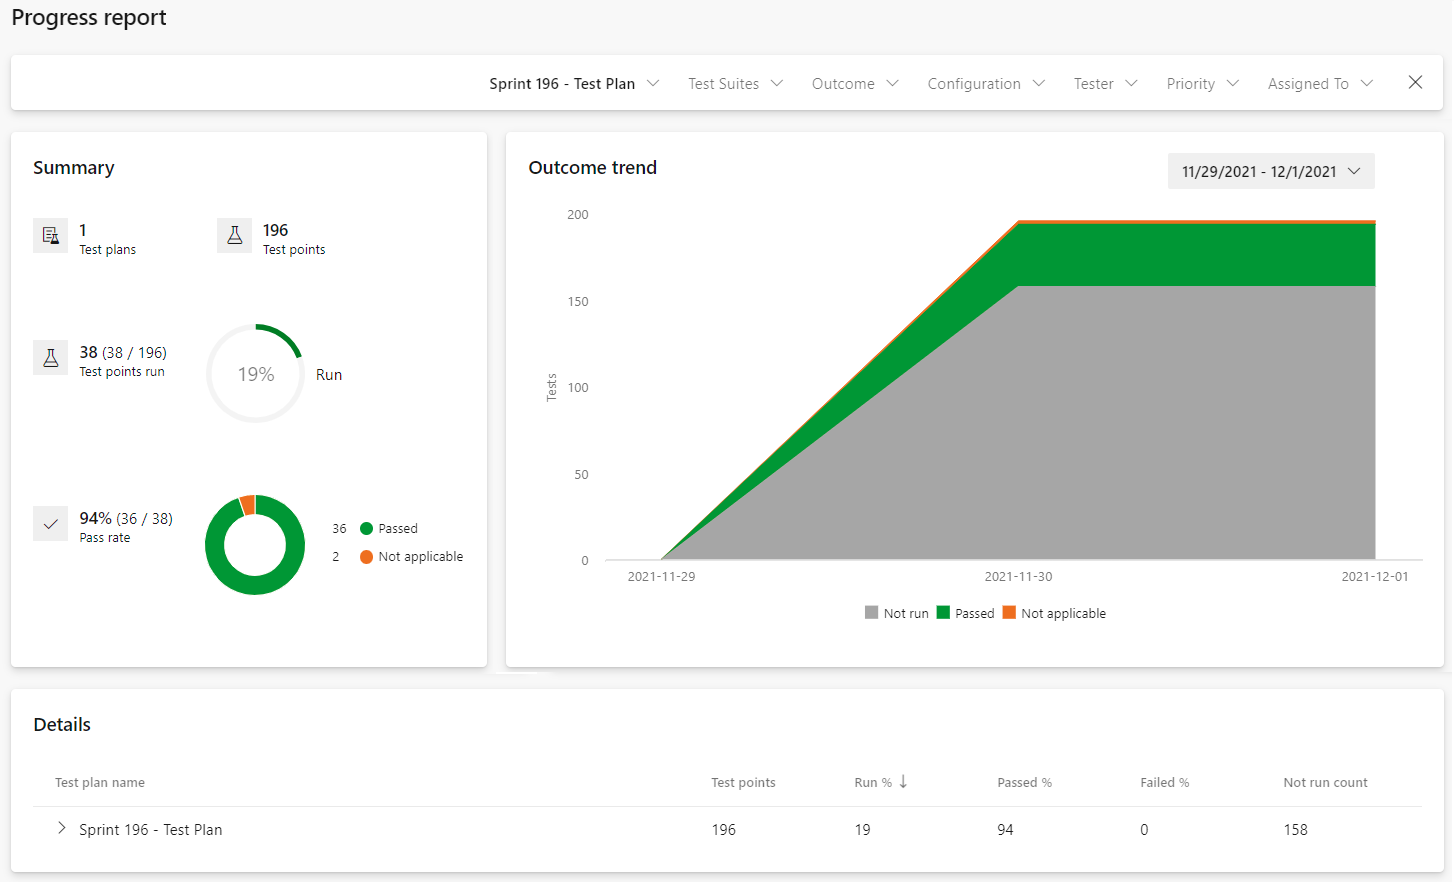 Progress report
Sprint 196 - Test Plan Test Suites Outcome Configuration Tester Priority Assigned To
Summary
1
Test plans
196
Test points
38 (38 / 196)
Test points run
19%
Run
94% (36 / 38)
Pass rate
36 Passed
2 Not applicable
Outcome trend
11/29/2021 - 12/1/2021
200
150
100
50
0
Tests
2021-11-29 2021-11-30 2021-12-01
Not run Passed Not applicable
Details
Test plan name Test points Run % Passed % Failed % Not run count
Sprint 196 - Test Plan 196 19 94 0 158